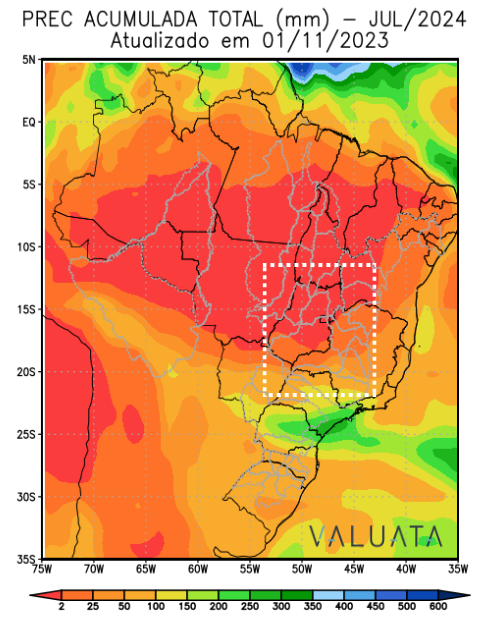 PREC ACUMULADA TOTAL (mm) – JUL/2024
Atualizado em 01/11/2023
5N
EQ
5S
10S
15S
20S
25S
30S
35S
VALUATA
75W 70W 65W 60W 55W 50W 45W 40W 35W
2 25 50 100 150 200 250 300 350 400 450 500 600